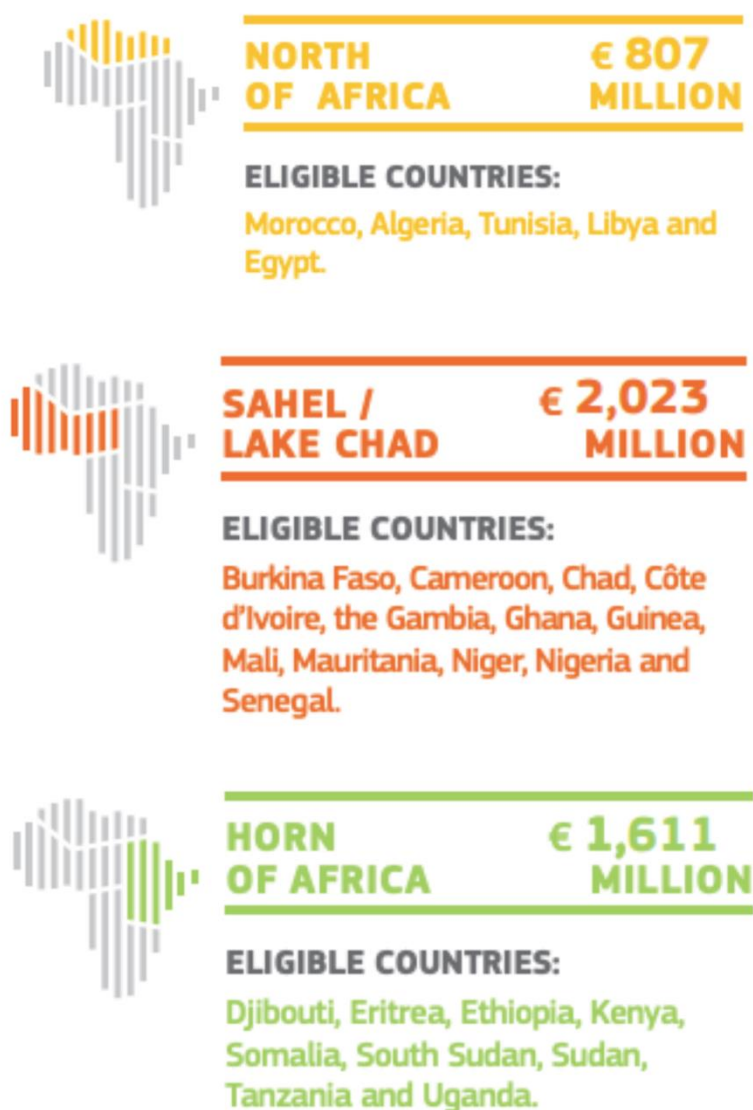 NORTH
OF AFRICA
€ 807
MILLION
ELIGIBLE COUNTRIES:
Morocco, Algeria, Tunisia, Libya and
Egypt.
SAHEL /
LAKE CHAD
€ 2,023
MILLION
ELIGIBLE COUNTRIES:
Burkina Faso, Cameroon, Chad, Côte
d'Ivoire, the Gambia, Ghana, Guinea,
Mali, Mauritania, Niger, Nigeria and
Senegal.
HORN
OF AFRICA
€ 1,611
MILLION
ELIGIBLE COUNTRIES:
Djibouti, Eritrea, Ethiopia, Kenya,
Somalia, South Sudan, Sudan,
Tanzania and Uganda.